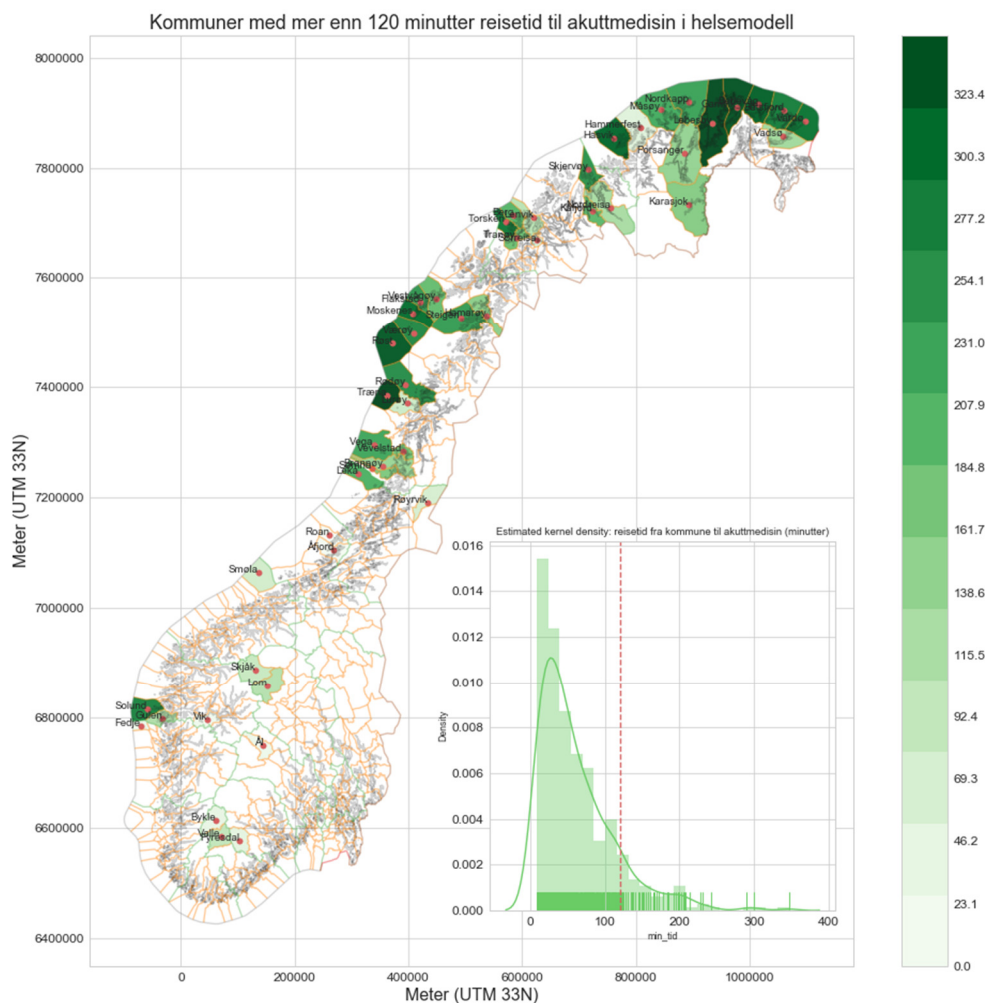 Kommuner med mer enn 120 minutter reisetid til akuttmedisin i helsemodell
8000000
7800000
7600000
7400000
7200000
7000000
6800000
6600000
6400000
Meter (UTM 33N)
0
200000
400000
600000
800000
1000000
Meter (UTM 33N)
Nordkapp
Måsøy
Lebesby
Hammerfest
Hasvik
Vadsø
Porsanger
Skjervøy
Nordreisa
Karasjok
Torsken
Tranøy
Sørreisa
Vestvågøy
Flakstad
Moskenes
Steigen
Hamarøy
Værøy
Røst
Rødøy
Træna
Vega
Vevelstad
Brønnøy
Leka
Røyrvik
Roan
Åfjord
Smøla
Skjåk
Lom
Solund
Gulen
Fedje
Vik
Ål
Bykle
Valle
Fyresdal
Estimated kernel density: reisetid fra kommune til akuttmedisin (minutter)
0.016
0.014
0.012
0.010
0.008
0.006
0.004
0.002
0.000
Density
0
100
200
300
400
min_tid
323.4
300.3
277.2
254.1
231.0
207.9
184.8
161.7
138.6
115.5
92.4
69.3
46.2
23.1
0.0